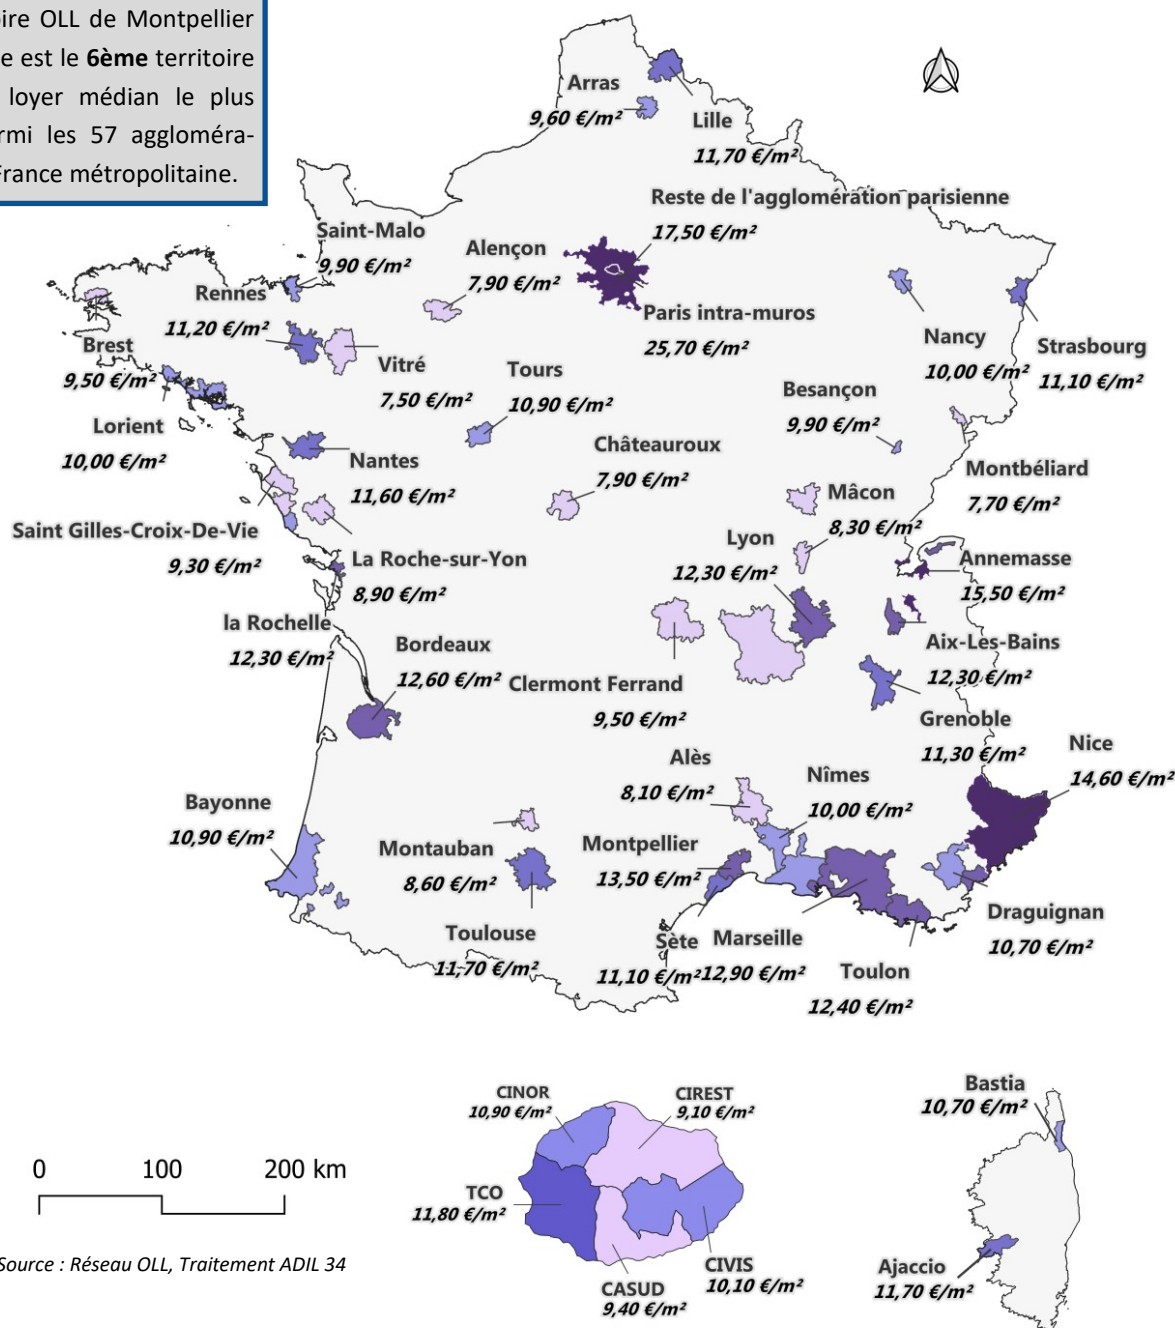 oire OLL de Montpellier
e est le 6ème territoire
loyer médian le plus
rmi les 57 aggloméra-
France métropolitaine.
Arras
9,60 €/m²
Lille
11,70 €/m²
Reste de l'agglomération parisienne
17,50 €/m²
Saint-Malo
9,90 €/m²
Alençon
7,90 €/m²
Rennes
11,20 €/m²
Paris intra-muros
25,70 €/m²
Nancy
10,00 €/m²
Strasbourg
11,10 €/m²
Brest
9,50 €/m²
Vitré
7,50 €/m²
Tours
10,90 €/m²
Besançon
9,90 €/m²
Lorient
10,00 €/m²
Nantes
11,60 €/m²
Châteauroux
7,90 €/m²
Montbéliard
7,70 €/m²
Mâcon
8,30 €/m²
Saint Gilles-Croix-De-Vie
9,30 €/m²
La Roche-sur-Yon
8,90 €/m²
Lyon
12,30 €/m²
Annemasse
15,50 €/m²
la Rochelle
12,30 €/m²
Bordeaux
12,60 €/m²
Clermont Ferrand
9,50 €/m²
Aix-Les-Bains
12,30 €/m²
Grenoble
11,30 €/m²
Nice
14,60 €/m²
Alès
8,10 €/m²
Nîmes
10,00 €/m²
Bayonne
10,90 €/m²
Montauban
8,60 €/m²
Montpellier
13,50 €/m²
Toulouse
11,70 €/m²
Sète
11,10 €/m²
Marseille
12,90 €/m²
Toulon
12,40 €/m²
Draguignan
10,70 €/m²
CINOR
10,90 €/m²
CIREST
9,10 €/m²
TCO
11,80 €/m²
CIVIS
10,10 €/m²
CASUD
9,40 €/m²
Bastia
10,70 €/m²
Ajaccio
11,70 €/m²
0 100 200 km
Source : Réseau OLL, Traitement ADIL 34